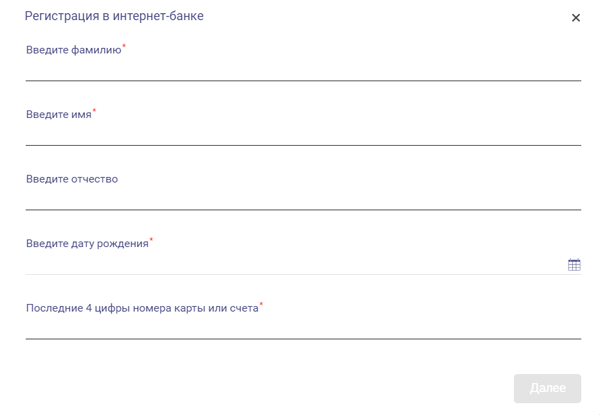 Регистрация в интернет-банке
Введите фамилию*
Введите имя*
Введите отчество
Введите дату рождения*
Последние 4 цифры номера карты или счета*
Далее